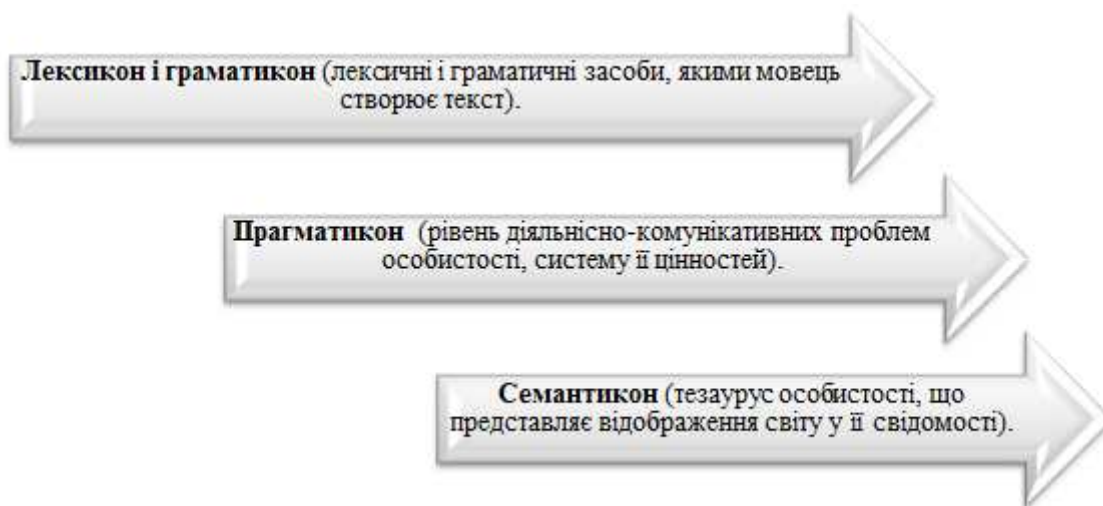 Лексикон і граматикон (лексичні і граматичні засоби, якими мовець
створює текст).
Прагматикон (рівень діяльнісно-комунікативних проблем
особистості, систему її цінностей).
Семантикон (тезаурус особистості, що
представляє відображення світу у її свідомості).